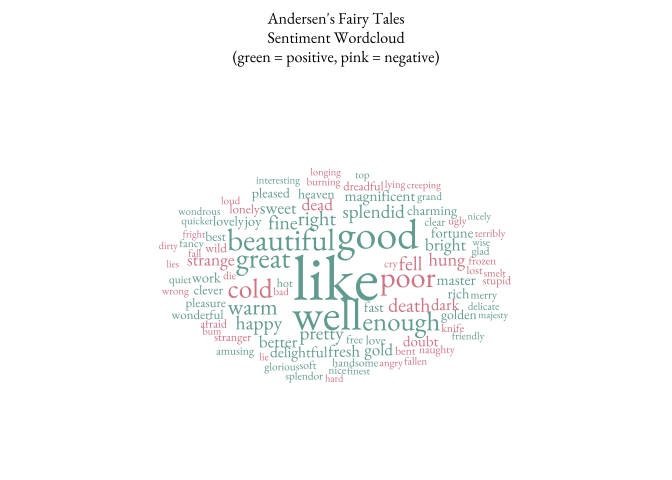 Andersen's Fairy Tales
Sentiment Wordcloud
(green = positive, pink = negative)
longing top
interesting burning dreadful lying creeping
pleased heaven magnificent grand
loud lonely sweet dead splendid charming
wondrous quicker lovely joy fine right clear ugly nicely
fright best beautiful good fortune terribly
dirty fancy wild bright wise
fall great glad
lies strange like cry fell hung frozen
quiet work die hot poor master lost smelt stupid
wrong clever cold bad rich merry
pleasure warm well fast death dark delicate
wonderful happy enough golden majesty
afraid knife
bum stranger pretty free love doubt friendly
better
amusing lie delightful fresh gold bent naughty
glorious soft handsome angry fallen
splendor nice finest
hard